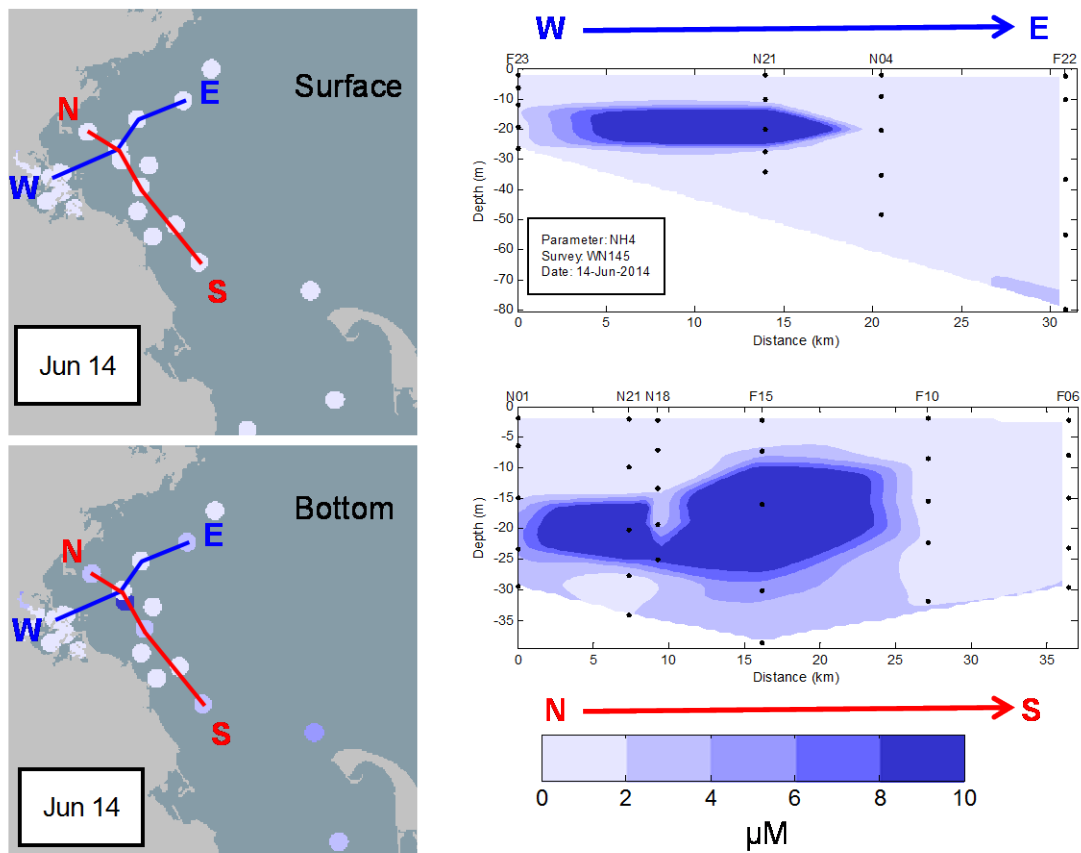 Surface
N
E
W
S
Jun 14
Bottom
N
E
W
S
Jun 14
W E
F23 N21 N04 F22
0
-10
-20
-30
-40
-50
-60
-70
-80
Depth (m)
Parameter: NH4
Survey: WN145
Date: 14-Jun-2014
0 5 10 15 20 25 30
Distance (km)
N01 N21 N18 F15 F10 F06
0
-5
-10
-15
-20
-25
-30
-35
Depth (m)
0 5 10 15 20 25 30 35
Distance (km)
N S
0 2 4 6 8 10
µM